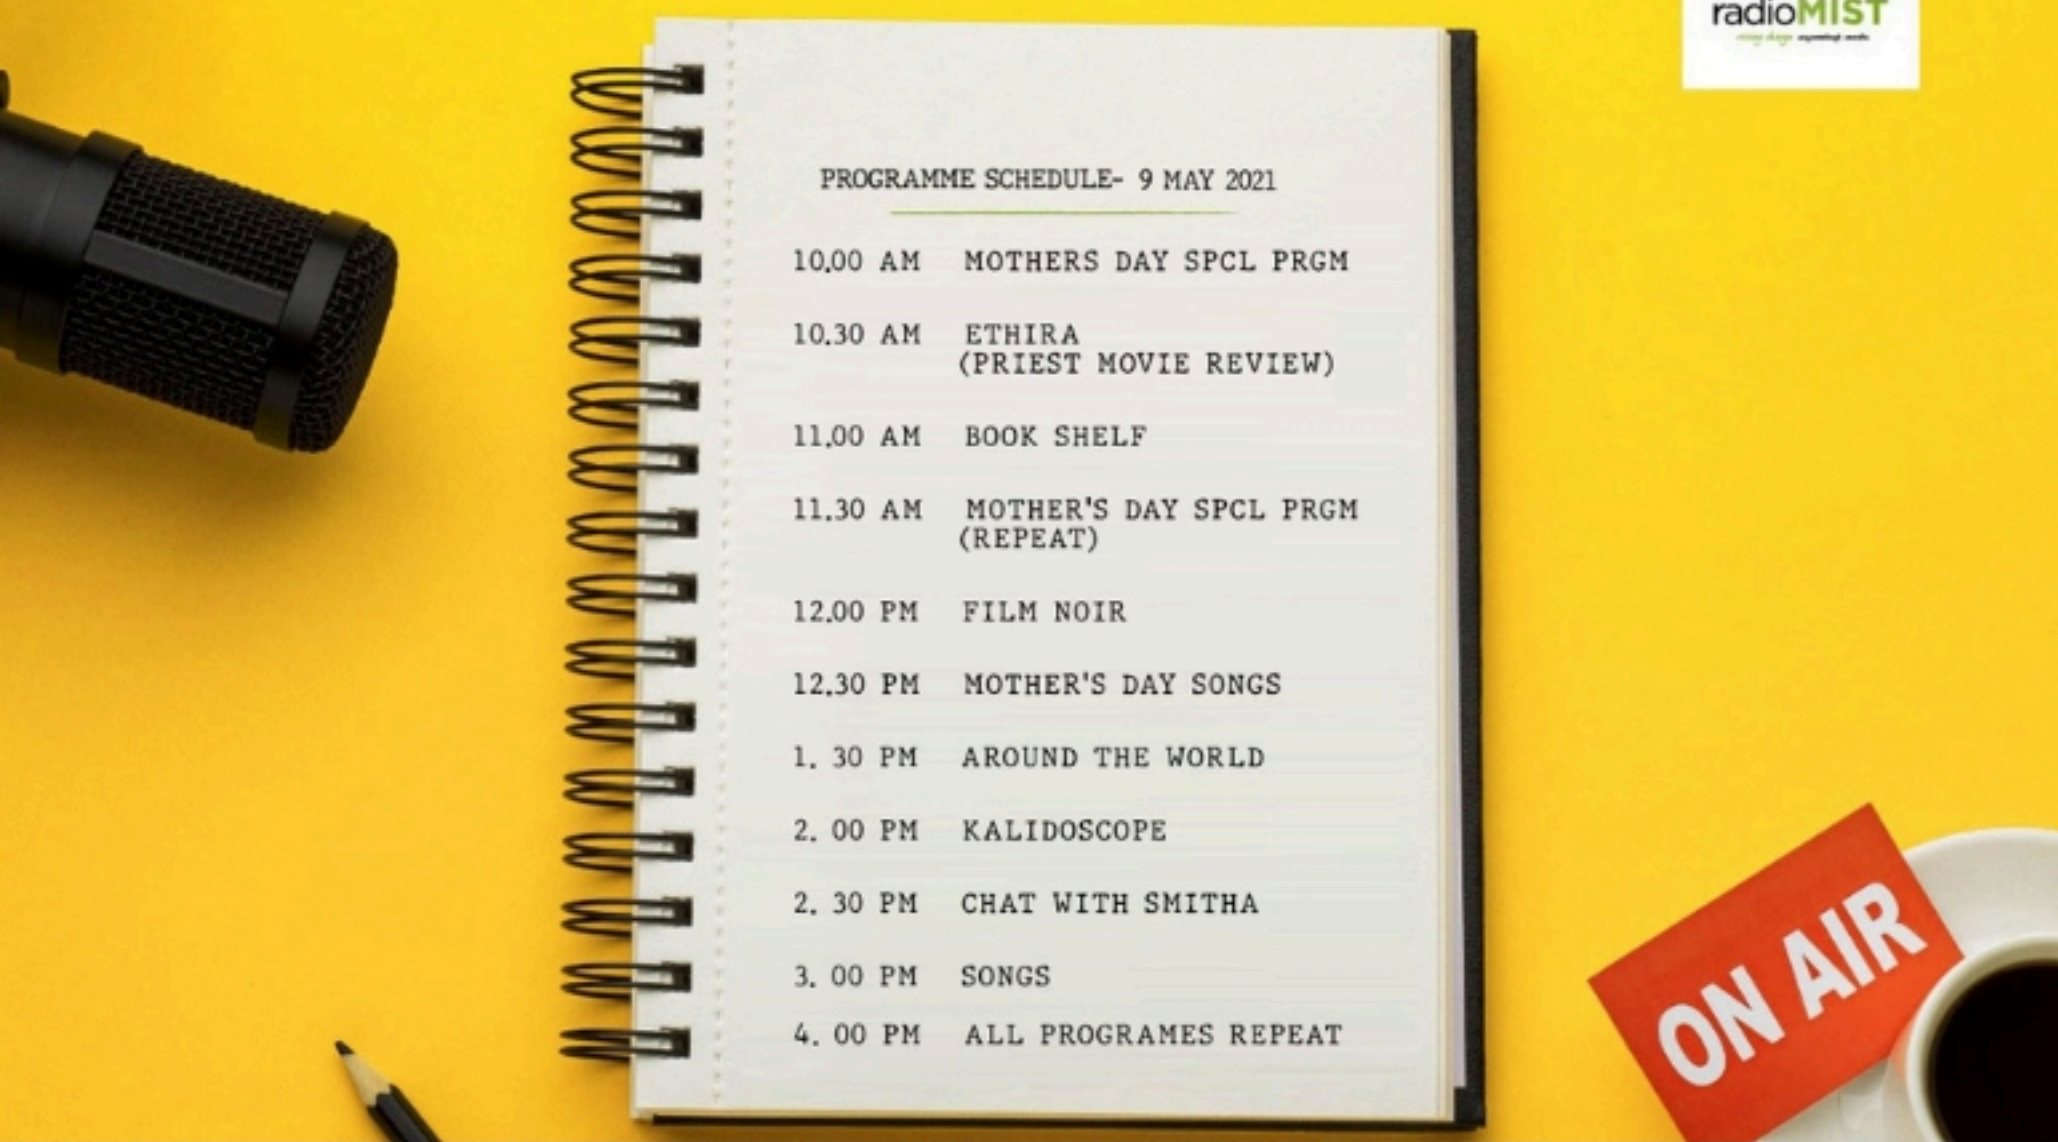 radioMIST
PROGRAMME SCHEDULE- 9 MAY 2021
10.00 AM MOTHERS DAY SPCL PRGM
10.30 AM ETHIRA
(PRIEST MOVIE REVIEW)
11.00 AM BOOK SHELF
11.30 AM MOTHER'S DAY SPCL PRGM
(REPEAT)
12.00 PM FILM NOIR
12.30 PM MOTHER'S DAY SONGS
1. 30 PM AROUND THE WORLD
2. 00 PM KALIDOSCOPE
2. 30 PM CHAT WITH SMITHA
3. 00 PM SONGS
4. 00 PM ALL PROGRAMES REPEAT
ON AIR